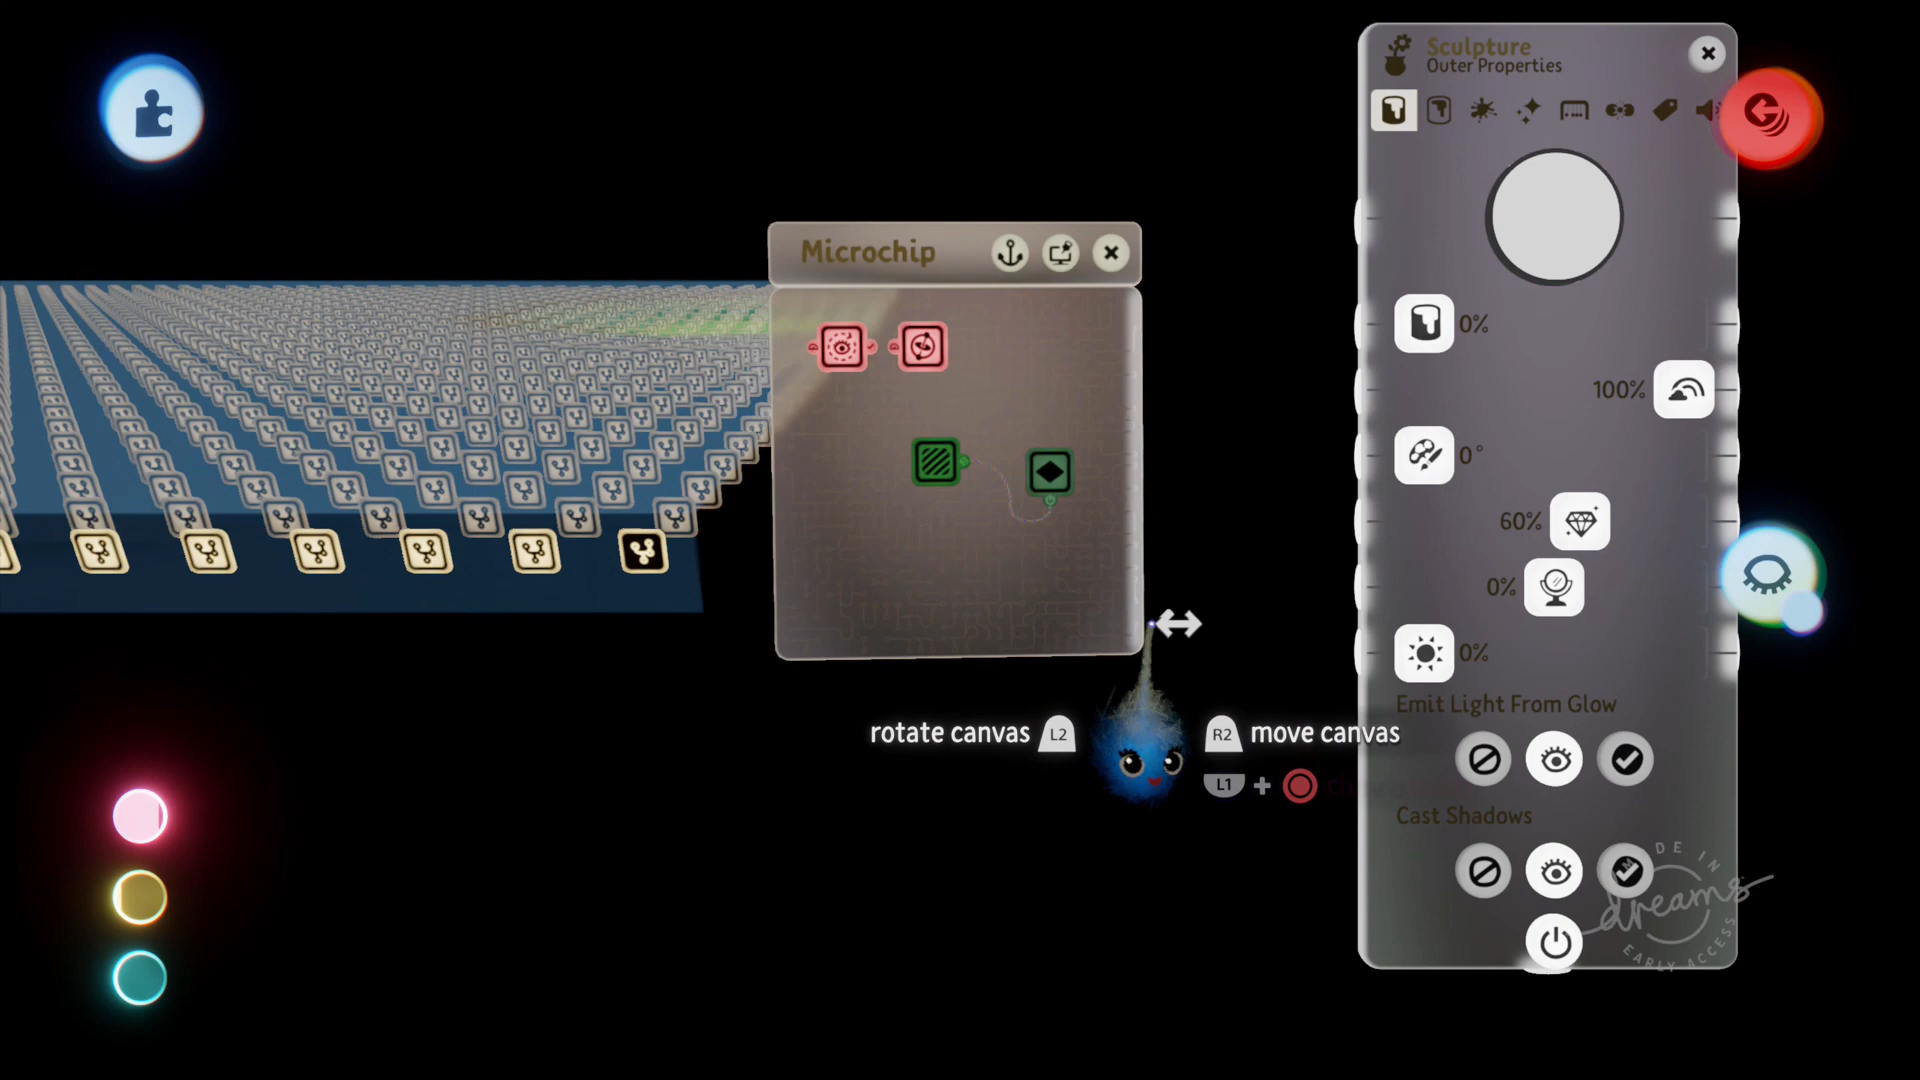 Sculpture
Outer Properties
Microchip
0%
100%
0°
60%
0%
0%
Emit Light From Glow
rotate canvas L2
R2 move canvas
L1 +
Cast Shadows
MADE IN
dreams
EARLY ACCESS